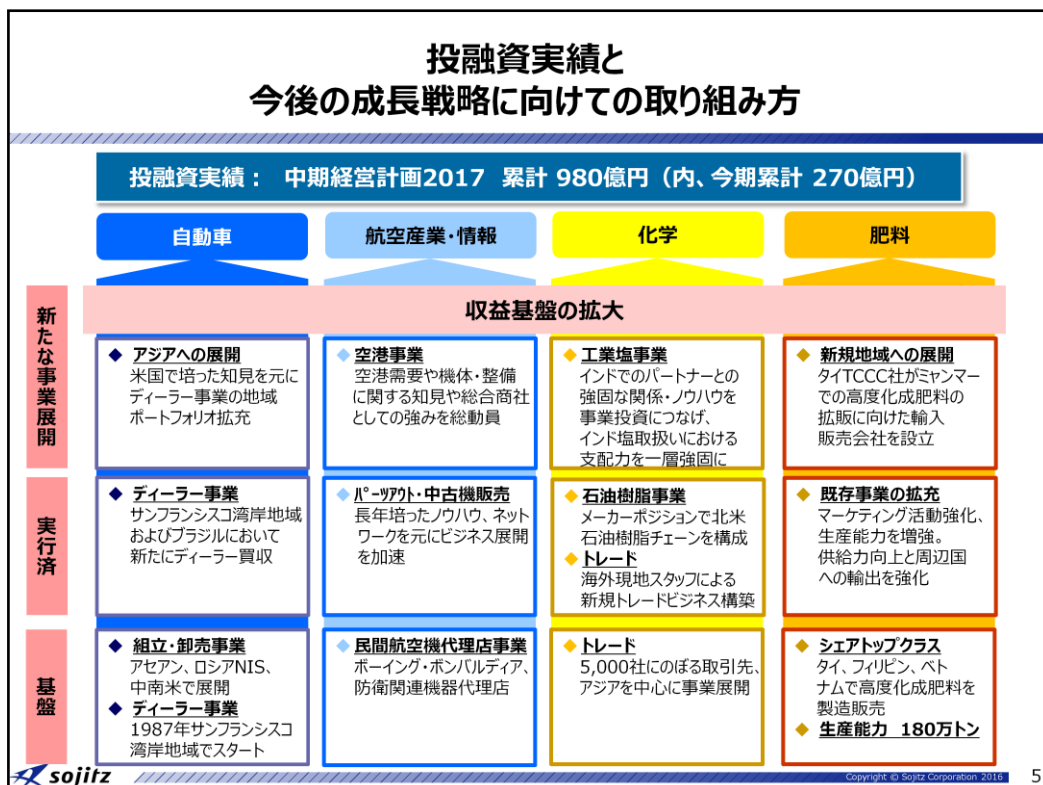 投融資実績と
今後の成長戦略に向けての取り組み方
投融資実績： 中期経営計画2017 累計 980億円（内、今期累計 270億円）
自動車
航空産業・情報
化学
肥料
収益基盤の拡大
新たな事業展開
◆ アジアへの展開
米国で培った知見を元に
ディーラー事業の地域
ポートフォリオ拡充
◆ 空港事業
空港需要や機体・整備
に関する知見や総合商社
としての強みを総動員
◆ 工業塩事業
インドでのパートナーとの
強固な関係・ノウハウを
事業投資につなげ、
インド塩取扱いにおける
支配力を一層強固に
◆ 新規地域への展開
タイTCCC社がミャンマー
での高度化成肥料の
拡販に向けた輸入
販売会社を設立
実行済
◆ ディーラー事業
サンフランシスコ湾岸地域
およびブラジルにおいて
新たにディーラー買収
◆ パーツアウト・中古機販売
長年培ったノウハウ、ネット
ワークを元にビジネス展開
を加速
◆ 石油樹脂事業
メーカーポジションで北米
石油樹脂チェーンを構成
◆ トレード
海外現地スタッフによる
新規トレードビジネス構築
◆ 既存事業の拡充
マーケティング活動強化、
生産能力を増強。
供給力向上と周辺国
への輸出を強化
基盤
◆ 組立・卸売事業
アセアン、ロシアNIS、
中南米で展開
◆ ディーラー事業
1987年サンフランシスコ
湾岸地域でスタート
◆ 民間航空機代理店事業
ボーイング・ボンバルディア、
防衛関連機器代理店
◆ トレード
5,000社にのぼる取引先、
アジアを中心に事業展開
◆ シェアトップクラス
タイ、フィリピン、ベト
ナムで高度化成肥料を
製造販売
◆ 生産能力 180万トン
sojitz
Copyright © Sojitz Corporation 2016
5